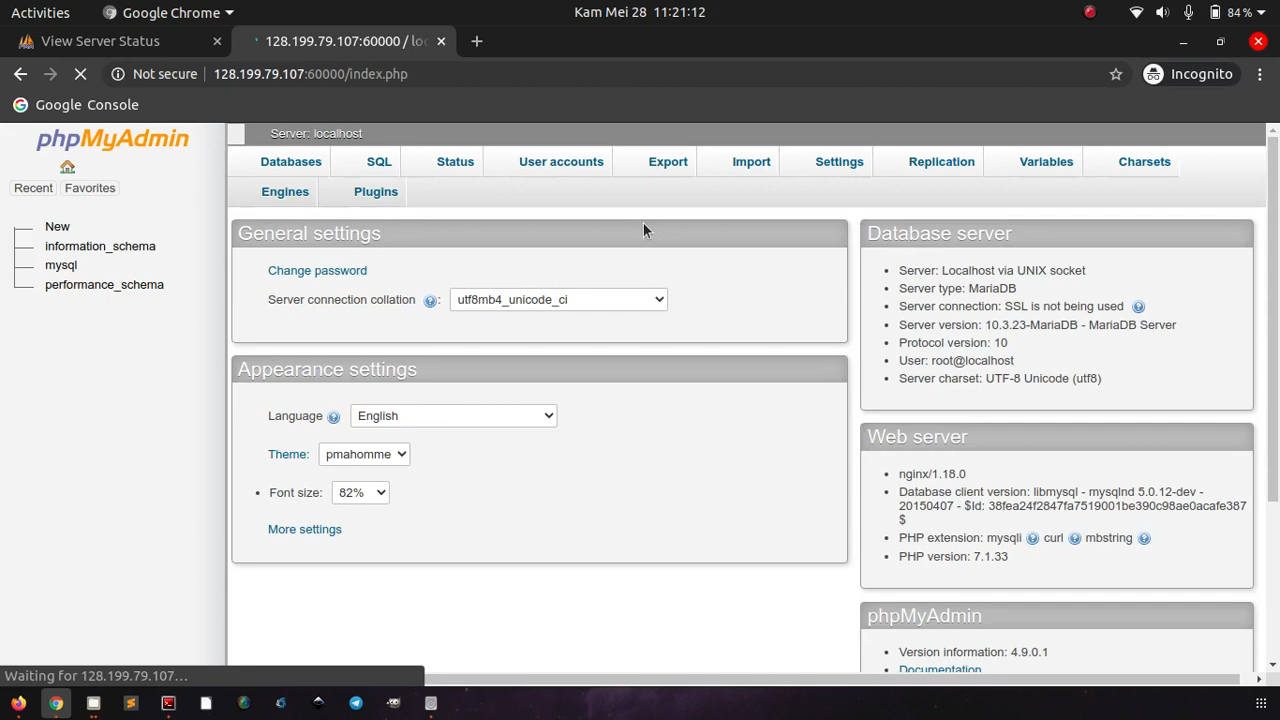 Activities Google Chrome Kam Mei 28 11:21:12 84%
View Server Status 128.199.79.107:60000 / loc
Not secure 128.199.79.107:60000/index.php Incognito
Google Console
phpMyAdmin
Recent Favorites
New
information_schema
mysql
performance_schema
Server: localhost
Databases SQL Status User accounts Export Import Settings Replication Variables Charsets
Engines Plugins
General settings
Change password
Server connection collation : utf8mb4_unicode_ci
Appearance settings
Language English
Theme: pmahomme
• Font size: 82%
More settings
Database server
• Server: Localhost via UNIX socket
• Server type: MariaDB
• Server connection: SSL is not being used
• Server version: 10.3.23-MariaDB - MariaDB Server
• Protocol version: 10
• User: root@localhost
• Server charset: UTF-8 Unicode (utf8)
Web server
• nginx/1.18.0
• Database client version: libmysql - mysqlnd 5.0.12-dev -
20150407 - $Id: 38fea24f2847fa7519001be390c98ae0acafe387
$
• PHP extension: mysqli curl mbstring
• PHP version: 7.1.33
phpMyAdmin
• Version information: 4.9.0.1
• Documentation
Waiting for 128.199.79.107...